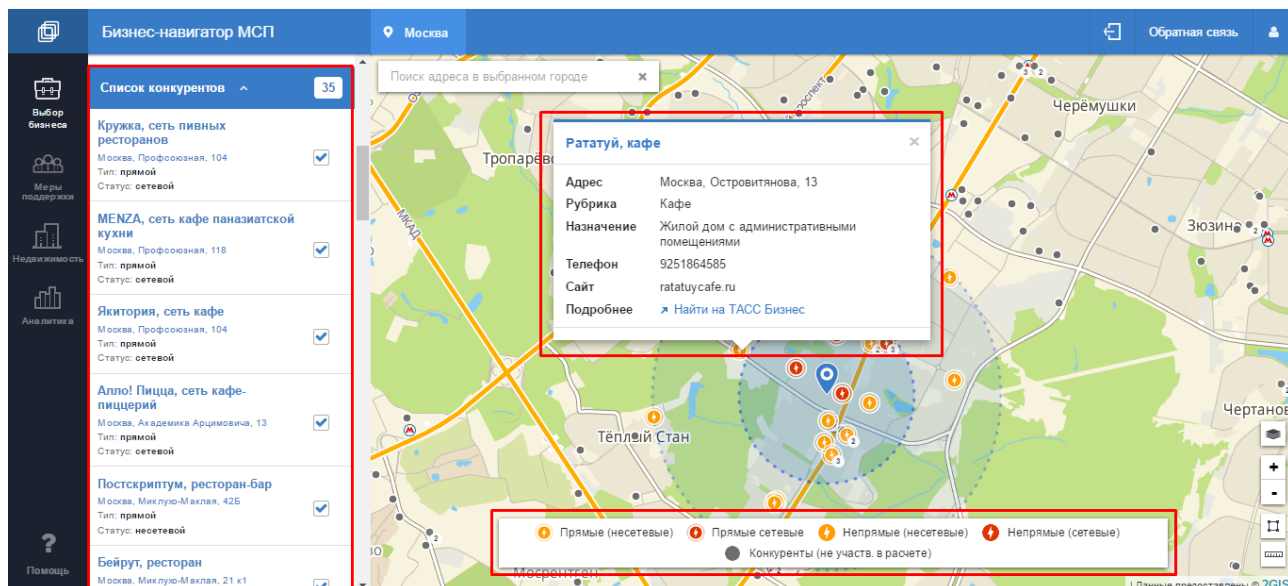 Бизнес-навигатор МСП
Москва
Обратная связь
Выбор
бизнеса
Меры
поддержки
Недвижимость
Аналитика
?
Помощь
Список конкурентов
35
Кружка, сеть пивных
ресторанов
Москва, Профсоюзная, 104
Тип: прямой
Статус: сетевой
MENZA, сеть кафе паназиатской
кухни
Москва, Профсоюзная, 118
Тип: прямой
Статус: сетевой
Якитория, сеть кафе
Москва, Профсоюзная, 104
Тип: прямой
Статус: сетевой
Алло! Пицца, сеть кафе-
пиццерий
Москва, Академика Арцимовича, 13
Тип: прямой
Статус: сетевой
Постскриптум, ресторан-бар
Москва, Миклухо-Маклая, 42Б
Тип: прямой
Статус: несетевой
Бейрут, ресторан
Москва, Миклухо-Маклая, 21 к1
Поиск адреса в выбранном городе
Черёмушки
Тропарёво
МКАД
проспект
Зюзино
Рататуй, кафе
Адрес Москва, Островитянова, 13
Рубрика Кафе
Назначение Жилой дом с административными
помещениями
Телефон 9251864585
Сайт ratatuycafe.ru
Подробнее Найти на ТАСС Бизнес
Тёплый Стан
Чертанов
+
-
Прямые (несетевые) Прямые сетевые Непрямые (несетевые) Непрямые (сетевые)
Конкуренты (не участв. в расчете)
Мосрентген
Данные предоставлены © 2GIS